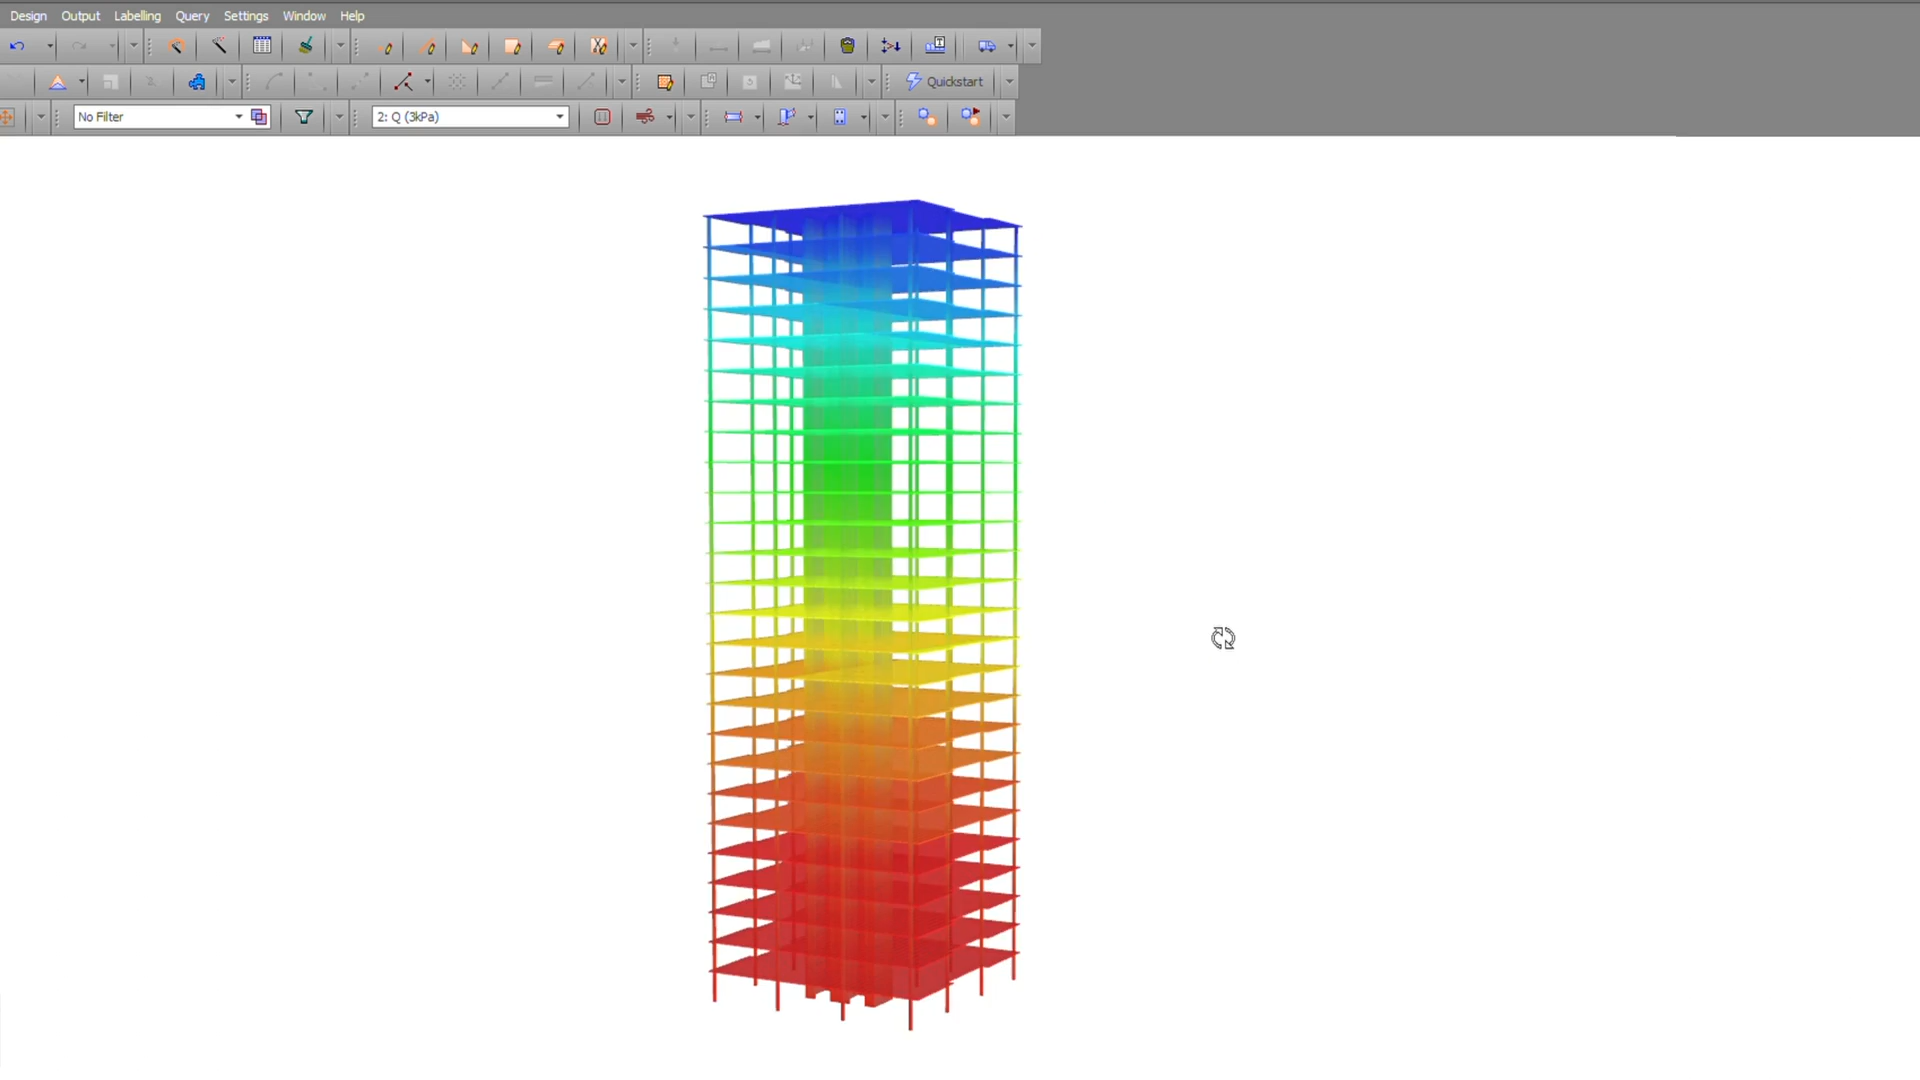 Design Output Labelling Query Settings Window Help
Quickstart
No Filter 2: Q (3kPa)